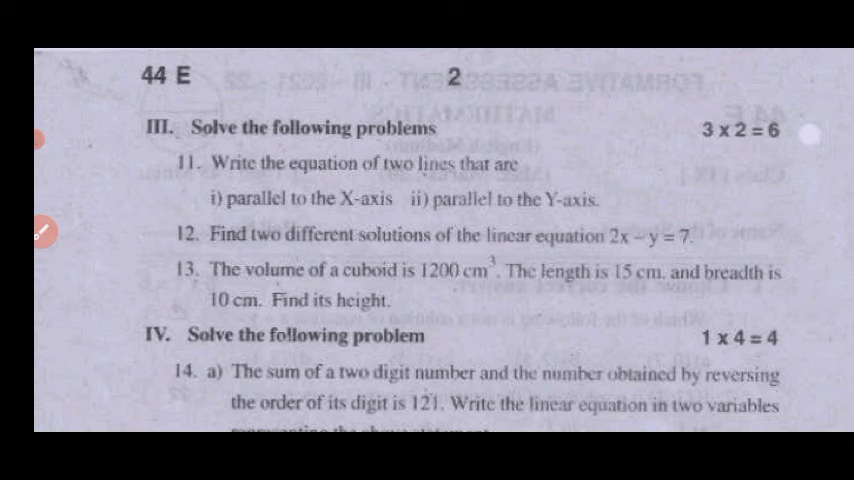 44 E 2
III. Solve the following problems 3 x 2 = 6
11. Write the equation of two lines that are
i) parallel to the X-axis ii) parallel to the Y-axis.
12. Find two different solutions of the linear equation 2x – y = 7.
13. The volume of a cuboid is 1200 cm³. The length is 15 cm. and breadth is
10 cm. Find its height.
IV. Solve the following problem 1 x 4 = 4
14. a) The sum of a two digit number and the number obtained by reversing
the order of its digit is 121. Write the linear equation in two variables